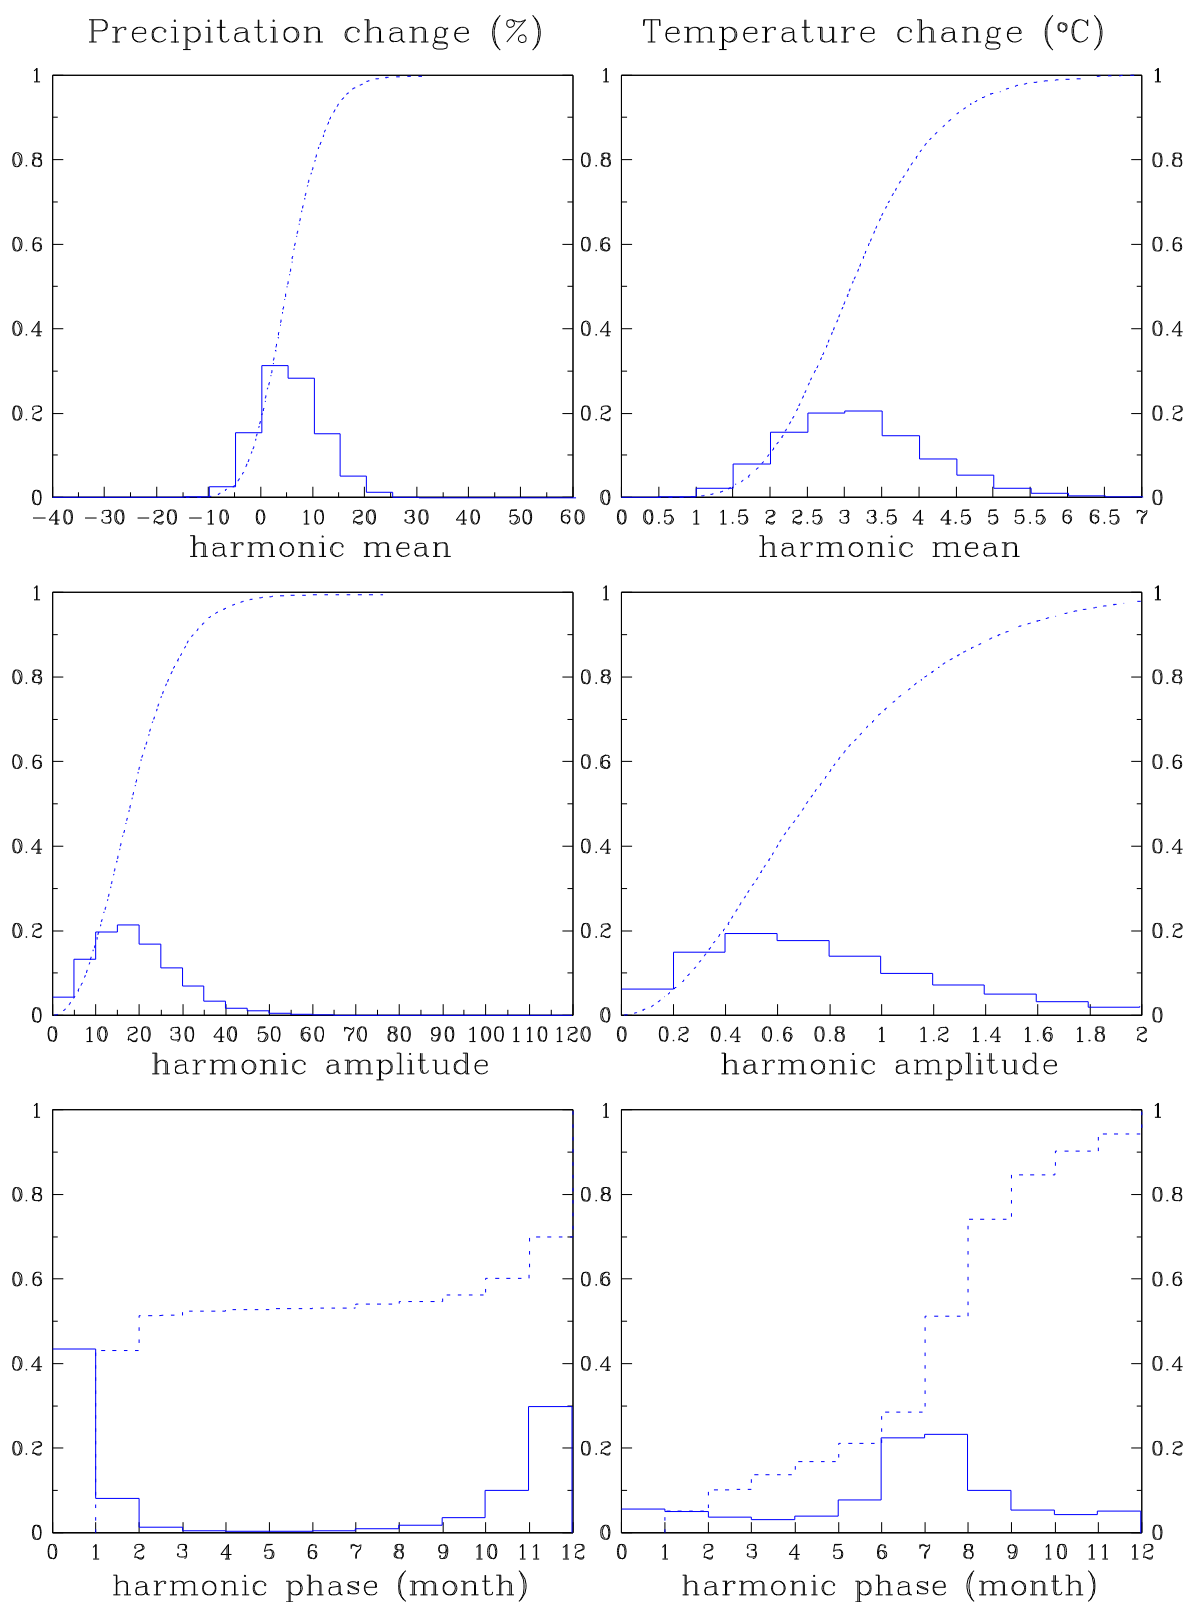 Precipitation change (%) Temperature change (°C)
1 1
0.8 0.8 0.8
0.6 0.6 0.6
0.4 0.4 0.4
0.2 0.2 0.2
0 0 0
−40 −30 −20 −10 0 10 20 30 40 50 60 0 0.5 1 1.5 2 2.5 3 3.5 4 4.5 5 5.5 6 6.5 7
harmonic mean harmonic mean
1 1
0.8 0.8 0.8
0.6 0.6 0.6
0.4 0.4 0.4
0.2 0.2 0.2
0 0 0
0 10 20 30 40 50 60 70 80 90 100 110 120 0 0.2 0.4 0.6 0.8 1 1.2 1.4 1.6 1.8 2
harmonic amplitude harmonic amplitude
1 1 1
0.8 0.8 0.8
0.6 0.6 0.6
0.4 0.4 0.4
0.2 0.2 0.2
0 0 0
0 1 2 3 4 5 6 7 8 9 10 11 12 0 1 2 3 4 5 6 7 8 9 10 11 12
harmonic phase (month) harmonic phase (month)